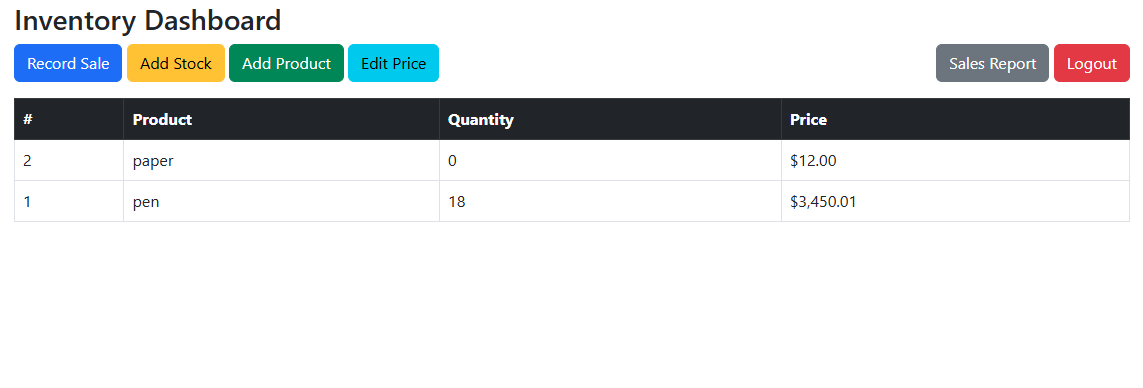 Inventory Dashboard
Record Sale Add Stock Add Product Edit Price Sales Report Logout
# Product Quantity Price
2 paper 0 $12.00
1 pen 18 $3,450.01